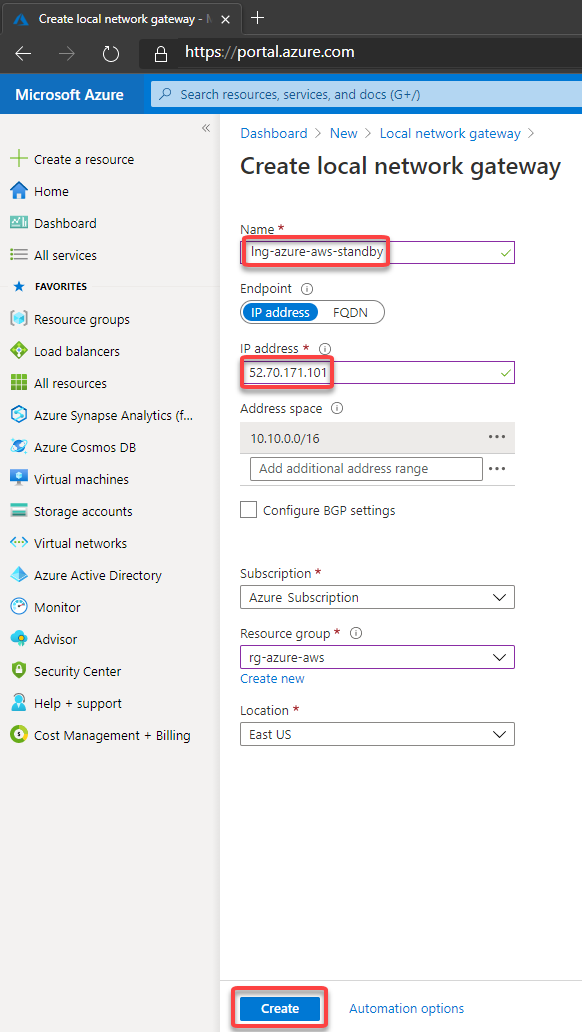 Create local network gateway - M
https://portal.azure.com
Microsoft Azure
Search resources, services, and docs (G+/)
Create a resource
Home
Dashboard
All services
FAVORITES
Resource groups
Load balancers
All resources
Azure Synapse Analytics (f...
Azure Cosmos DB
Virtual machines
Storage accounts
Virtual networks
Azure Active Directory
Monitor
Advisor
Security Center
Help + support
Cost Management + Billing
Dashboard > New > Local network gateway >
Create local network gateway
Name *
lng-azure-aws-standby
Endpoint
IP address FQDN
IP address *
52.70.171.101
Address space
10.10.0.0/16
Add additional address range
Configure BGP settings
Subscription *
Azure Subscription
Resource group *
rg-azure-aws
Create new
Location *
East US
Create
Automation options